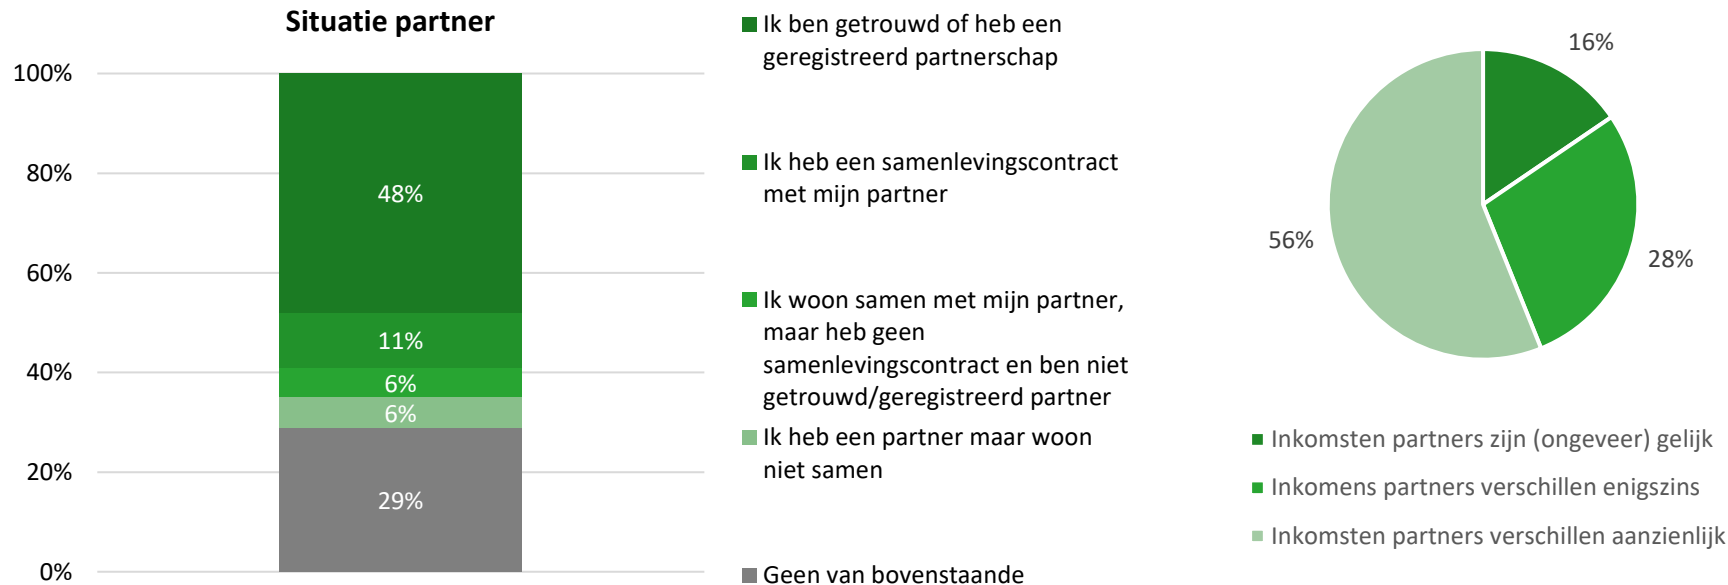 Situatie partner
100%
80%
60%
40%
20%
0%
48%
11%
6%
6%
29%
Ik ben getrouwd of heb een
geregistreerd partnerschap
Ik heb een samenlevingscontract
met mijn partner
Ik woon samen met mijn partner,
maar heb geen
samenlevingscontract en ben niet
getrouwd/geregistreerd partner
Ik heb een partner maar woon
niet samen
Geen van bovenstaande
16%
28%
56%
Inkomsten partners zijn (ongeveer) gelijk
Inkomens partners verschillen enigszins
Inkomsten partners verschillen aanzienlijk